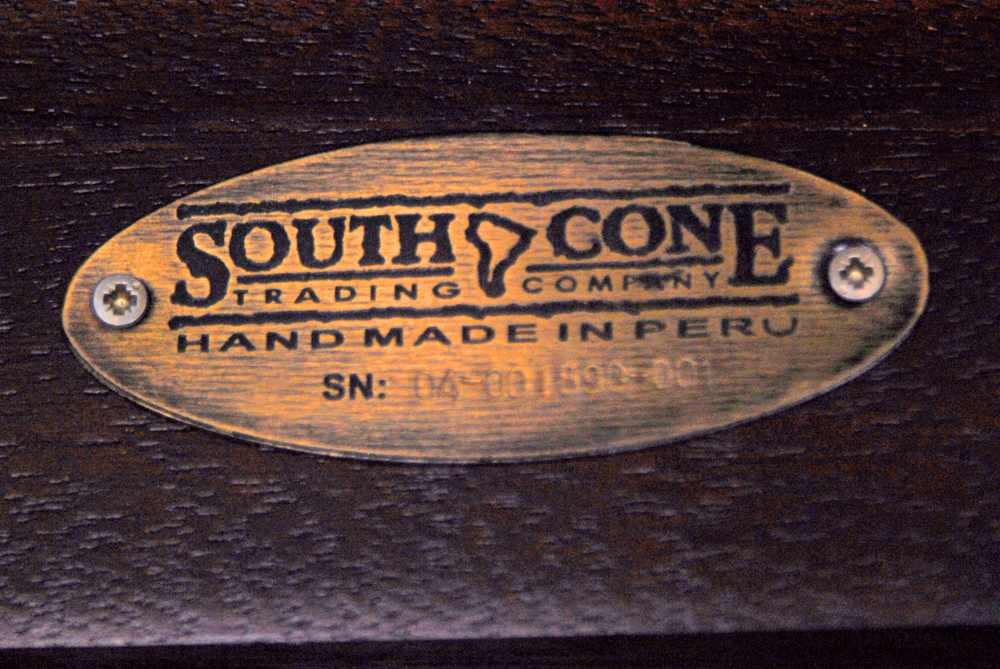 SOUTH CONE
TRADING COMPANY
HAND MADE IN PERU
SN: